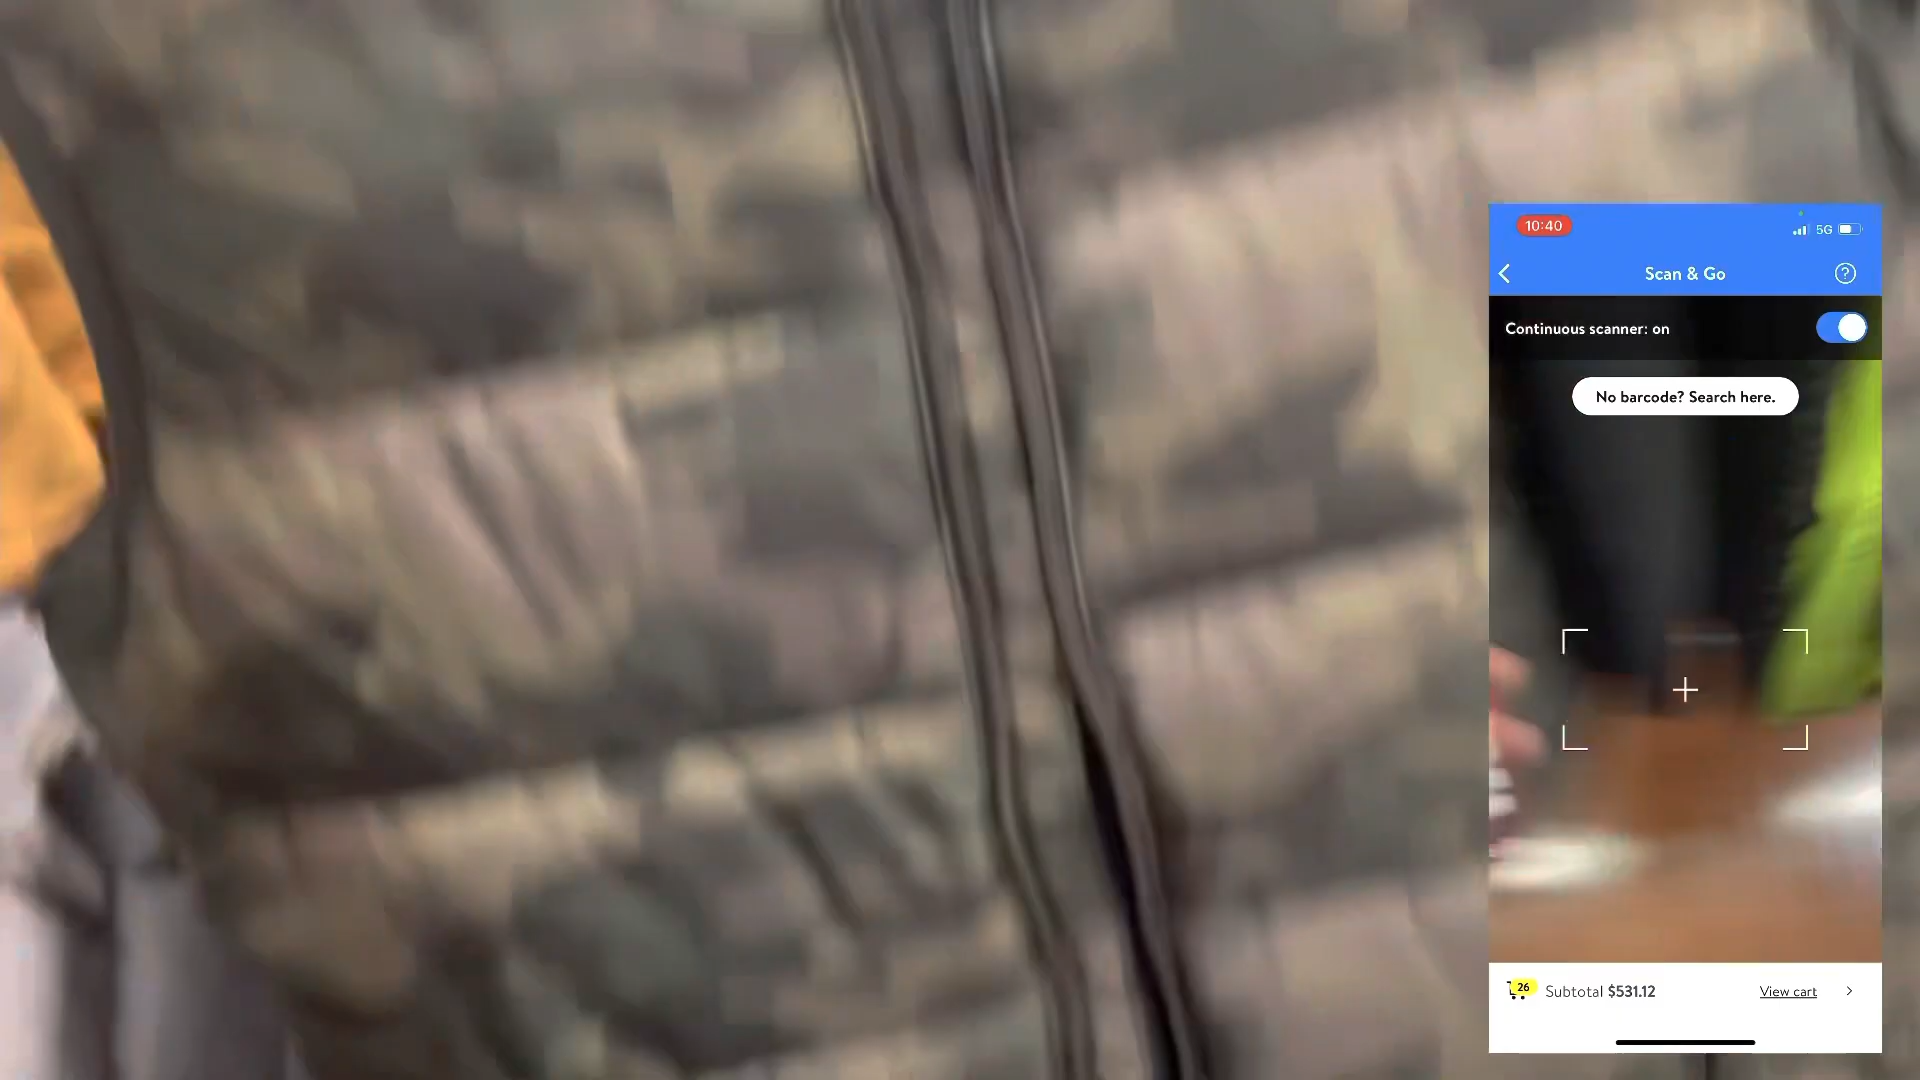 10:40
5G
Scan & Go
?
Continuous scanner: on
No barcode? Search here.
26
Subtotal $531.12
View cart